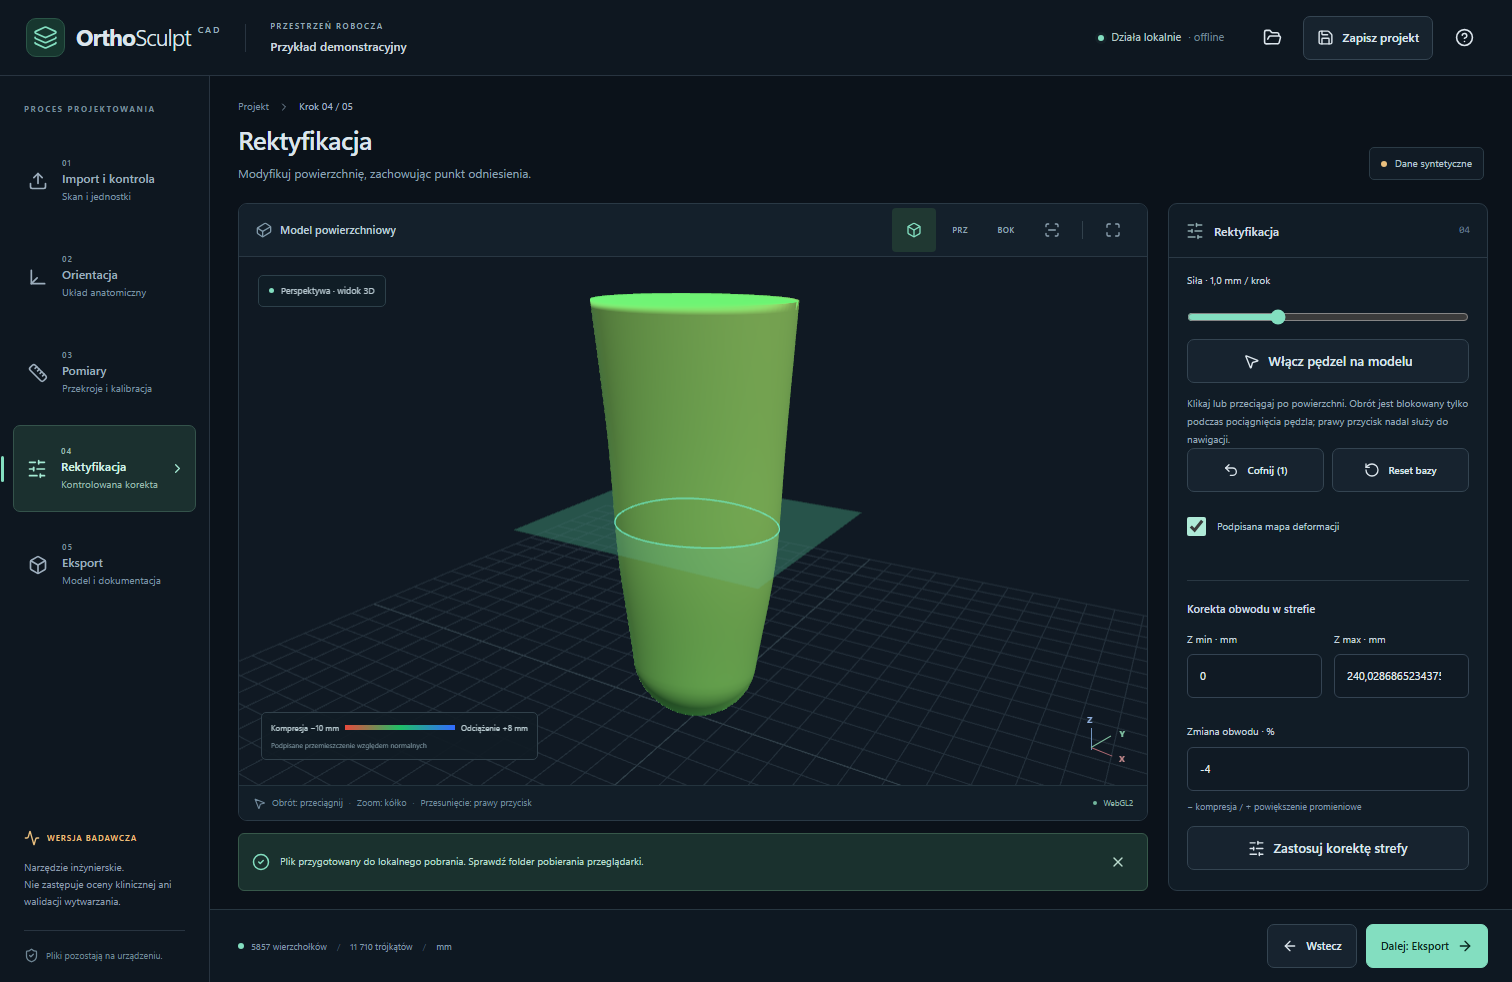 OrthoSculpt CAD
PRZESTRZEŃ ROBOCZA
Przykład demonstracyjny
Działa lokalnie · offline
Zapisz projekt
PROCES PROJEKTOWANIA
01
Import i kontrola
Skan i jednostki
02
Orientacja
Układ anatomiczny
03
Pomiary
Przekroje i kalibracja
04
Rektyfikacja
Kontrolowana korekta
05
Eksport
Model i dokumentacja
WERSJA BADAWCZA
Narzędzie inżynierskie.
Nie zastępuje oceny klinicznej ani
walidacji wytwarzania.
Pliki pozostają na urządzeniu.
Projekt
Krok 04 / 05
Rektyfikacja
Modyfikuj powierzchnię, zachowując punkt odniesienia.
Dane syntetyczne
Model powierzchniowy
PRZ
BOK
Perspektywa · widok 3D
Kompresja −10 mm
Odciążenie +8 mm
Podpisane przemieszczenie względem normalnych
Z
Y
X
Obrót: przeciągnij · Zoom: kółko · Przesunięcie: prawy przycisk
WebGL2
Plik przygotowany do lokalnego pobrania. Sprawdź folder pobierania przeglądarki.
Rektyfikacja
04
Siła · 1,0 mm / krok
Włącz pędzel na modelu
Klikaj lub przeciągaj po powierzchni. Obrót jest blokowany tylko
podczas pociągnięcia pędzla; prawy przycisk nadal służy do
nawigacji.
Cofnij (1)
Reset bazy
Podpisana mapa deformacji
Korekta obwodu w strefie
Z min · mm
Z max · mm
0
240,028686523437
Zmiana obwodu · %
-4
− kompresja / + powiększenie promieniowe
Zastosuj korektę strefy
5857 wierzchołków / 11 710 trójkątów / mm
Wstecz
Dalej: Eksport